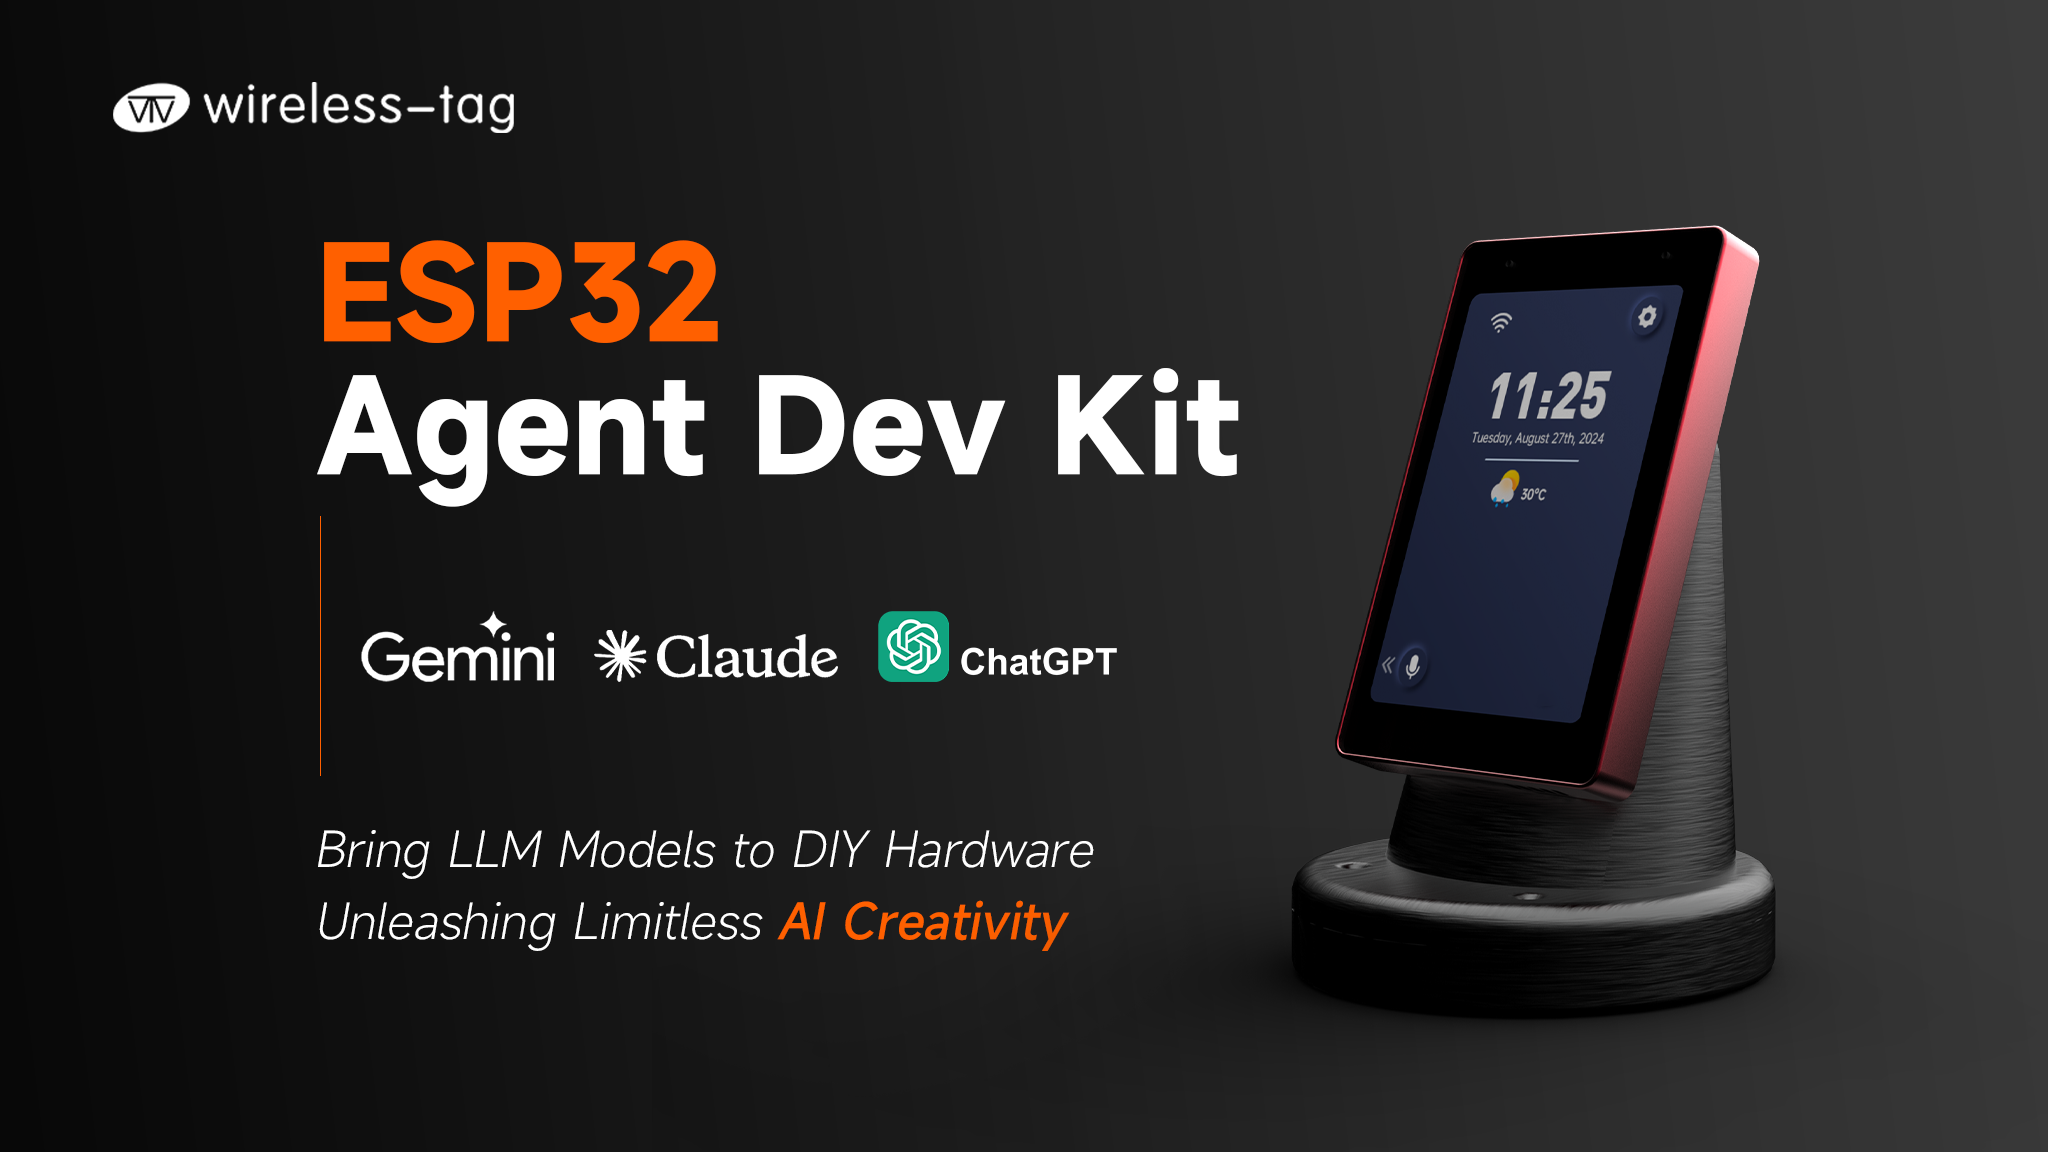 wireless-tag
ESP32
Agent Dev Kit
Gemini Claude ChatGPT
Bring LLM Models to DIY Hardware
Unleashing Limitless AI Creativity
11:25
Tuesday, August 27th, 2024
30°C